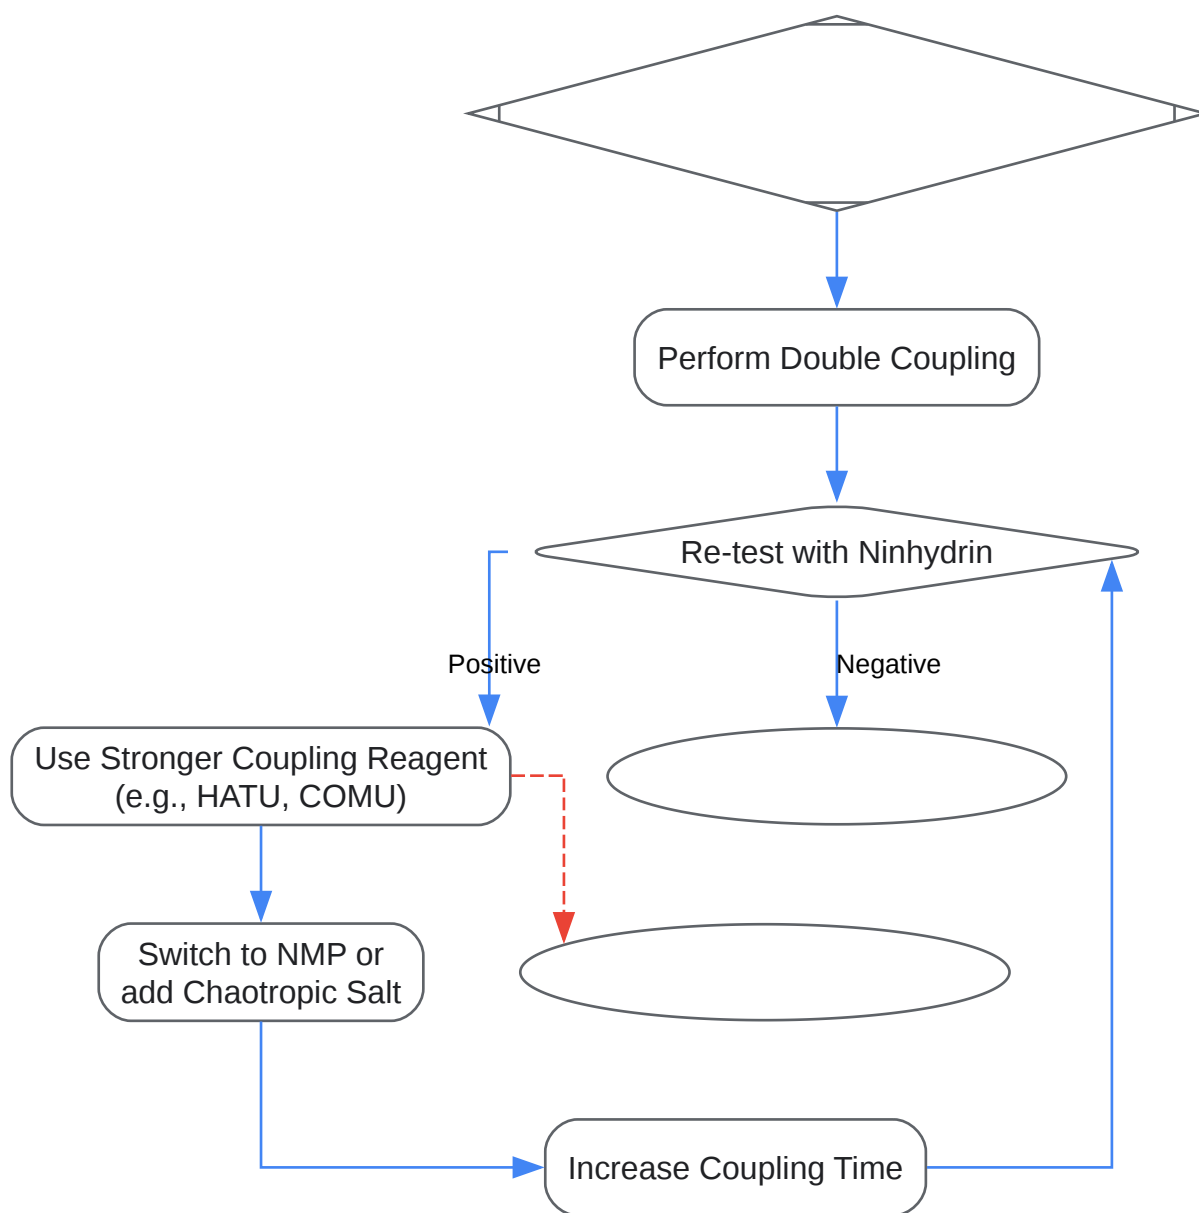 Perform Double Coupling
Re-test with Ninhydrin
Positive
Negative
Use Stronger Coupling Reagent
(e.g., HATU, COMU)
Switch to NMP or
add Chaotropic Salt
Increase Coupling Time